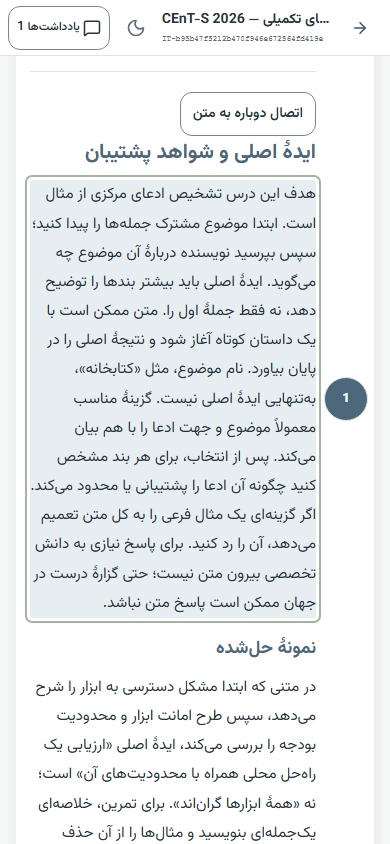 CEnT-S 2026 — ای تکمیلی...
IT-b95b47f5212b470f946e672564fd419e
یادداشت‌ها 1
اتصال دوباره به متن
ایدهٔ اصلی و شواهد پشتیبان
هدف این درس تشخیص ادعای مرکزی از مثال
است. ابتدا موضوع مشترک جمله‌ها را پیدا کنید؛
سپس بپرسید نویسنده دربارهٔ آن موضوع چه
می‌گوید. ایدهٔ اصلی باید بیشتر بندها را توضیح
دهد، نه فقط جملهٔ اول را. متن ممکن است با
یک داستان کوتاه آغاز شود و نتیجهٔ اصلی را در
پایان بیاورد. نام موضوع، مثل «کتابخانه»،
به‌تنهایی ایدهٔ اصلی نیست. گزینهٔ مناسب
معمولاً موضوع و جهت ادعا را با هم بیان
می‌کند. پس از انتخاب، برای هر بند مشخص
کنید چگونه آن ادعا را پشتیبانی یا محدود می‌کند.
اگر گزینه‌ای یک مثال فرعی را به کل متن تعمیم
می‌دهد، آن را رد کنید. برای پاسخ نیازی به دانش
تخصصی بیرون متن نیست؛ حتی گزارهٔ درست در
جهان ممکن است پاسخ متن نباشد.
1
نمونهٔ حل‌شده
در متنی که ابتدا مشکل دسترسی به ابزار را شرح
می‌دهد، سپس طرح امانت ابزار و محدودیت
بودجه را بررسی می‌کند، ایدهٔ اصلی «ارزیابی یک
راه‌حل محلی همراه با محدودیت‌های آن» است؛
نه «همهٔ ابزارها گران‌اند». برای تمرین، خلاصه‌ای
یک‌جمله‌ای بنویسید و مثال‌ها را از آن حذف